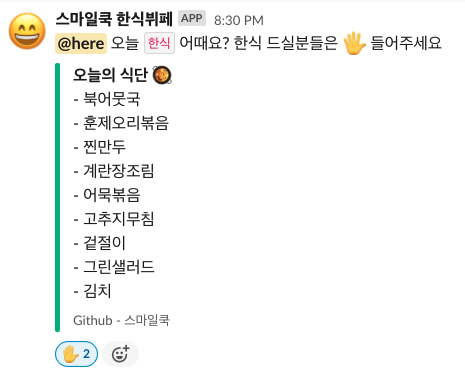 스마일쿡 한식뷔페 APP 8:30 PM
@here 오늘 한식 어때요? 한식 드실분들은 🖐 들어주세요
오늘의 식단 🥘
- 북어뭇국
- 훈제오리볶음
- 찐만두
- 계란장조림
- 어묵볶음
- 고추지무침
- 겉절이
- 그린샐러드
- 김치
Github - 스마일쿡
🖐 2